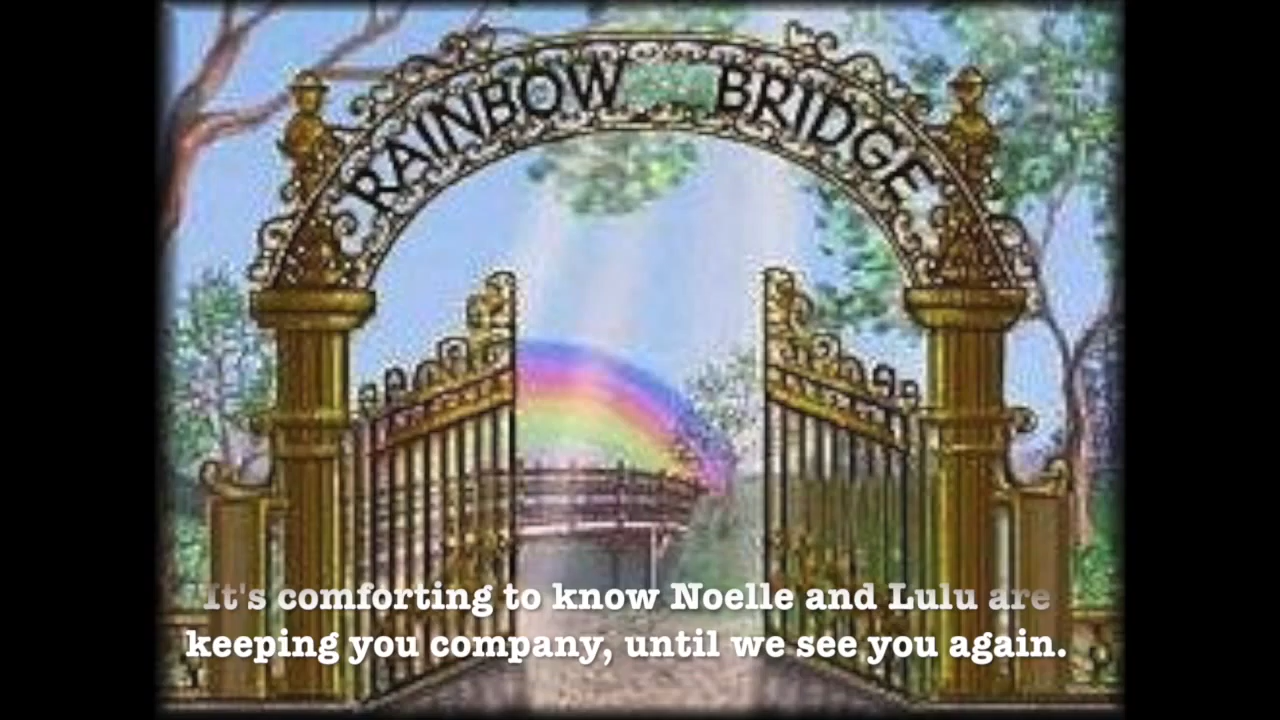 RAINBOW BRIDGE
It's comforting to know Noelle and Lulu are
keeping you company, until we see you again.